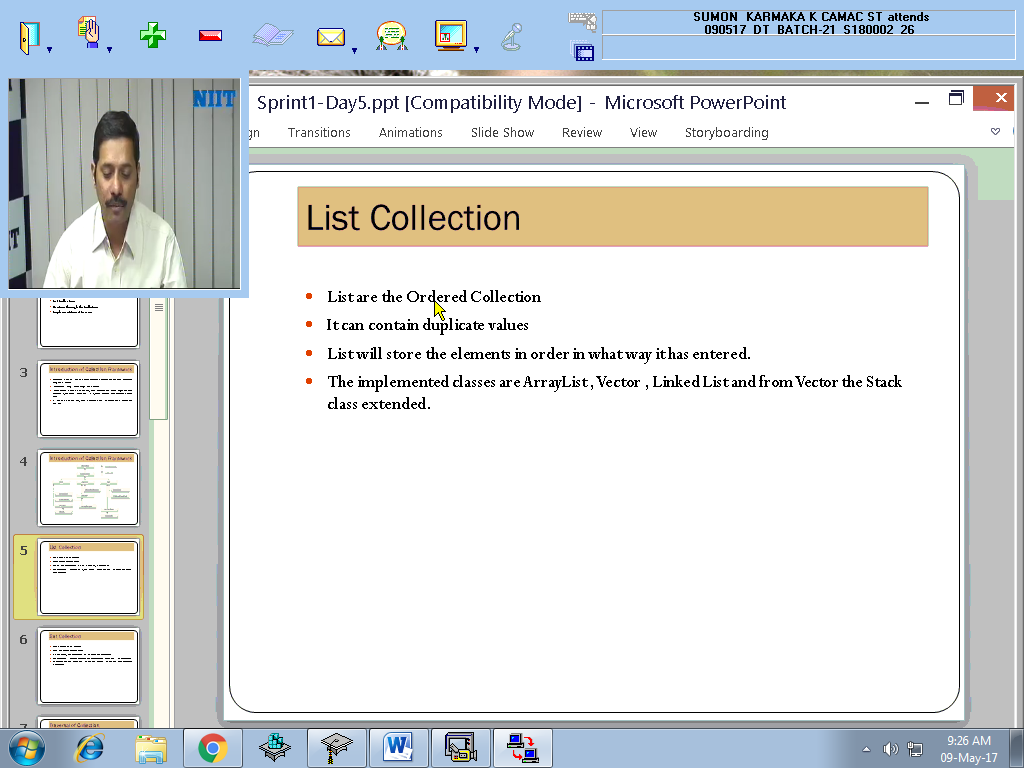 SUMON KARMAKA K CAMAC ST attends
090517 DT BATCH-21 S180002 26
NIIT
Sprint1-Day5.ppt [Compatibility Mode] - Microsoft PowerPoint
gn Transitions Animations Slide Show Review View Storyboarding
List Collection
List are the Ordered Collection
It can contain duplicate values
List will store the elements in order in what way it has entered.
The implemented classes are ArrayList , Vector , Linked List and from Vector the Stack
class extended.
3
Introduction of Collection Framework
4
Introduction of Collection Framework
5
List Collection
6
7
9:26 AM
09-May-17